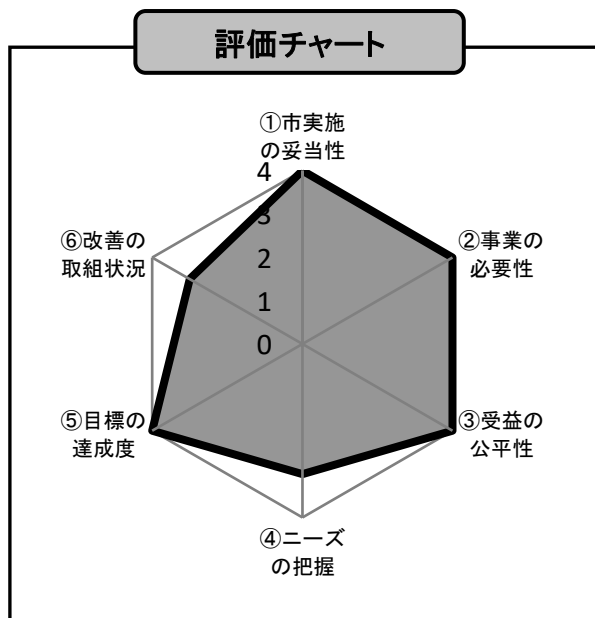 評価チャート
①市実施
の妥当性
4
3
2
1
0
②事業の
必要性
③受益の
公平性
④ニーズ
の把握
⑤目標の
達成度
⑥改善の
取組状況